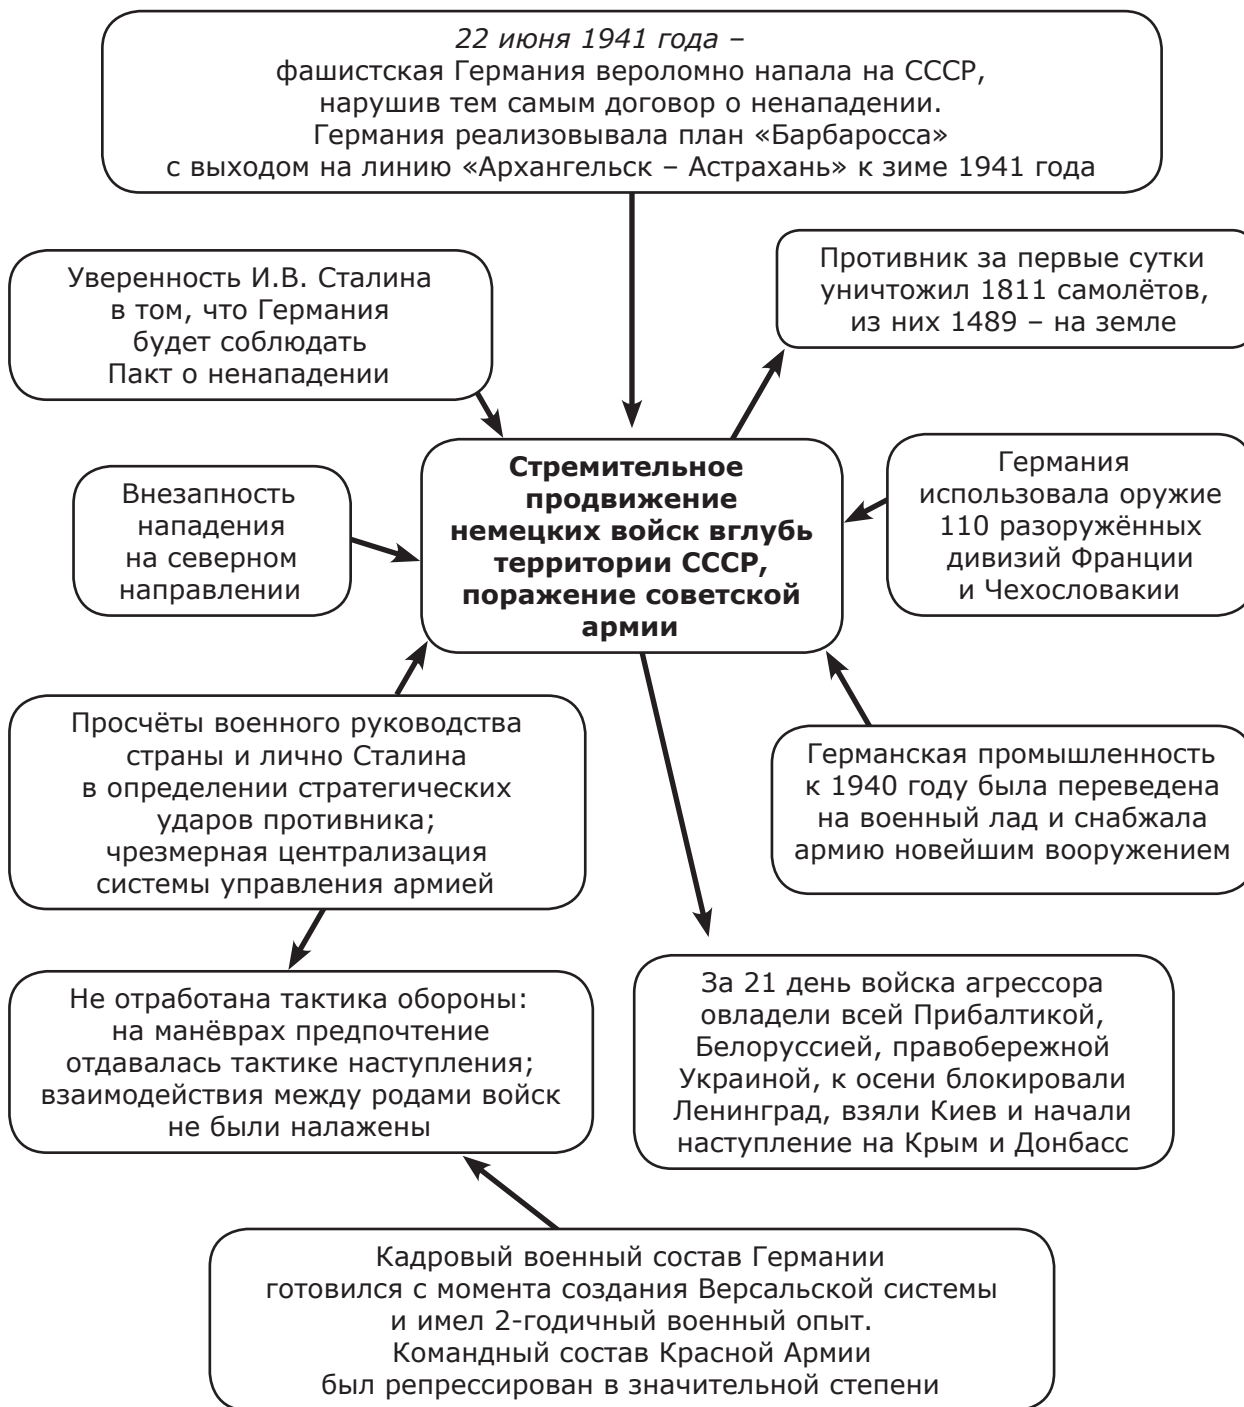 22 июня 1941 года –
фашистская Германия вероломно напала на СССР,
нарушив тем самым договор о ненападении.
Германия реализовывала план «Барбаросса»
с выходом на линию «Архангельск – Астрахань» к зиме 1941 года
Уверенность И.В. Сталина
в том, что Германия
будет соблюдать
Пакт о ненападении
Противник за первые сутки
уничтожил 1811 самолётов,
из них 1489 – на земле
Внезапность
нападения
на северном
направлении
Стремительное
продвижение
немецких войск вглубь
территории СССР,
поражение советской
армии
Германия
использовала оружие
110 разоружённых
дивизий Франции
и Чехословакии
Просчёты военного руководства
страны и лично Сталина
в определении стратегических
ударов противника;
чрезмерная централизация
системы управления армией
Германская промышленность
к 1940 году была переведена
на военный лад и снабжала
армию новейшим вооружением
Не отработана тактика обороны:
на манёврах предпочтение
отдавалась тактике наступления;
взаимодействия между родами войск
не были налажены
За 21 день войска агрессора
овладели всей Прибалтикой,
Белоруссией, правобережной
Украиной, к осени блокировали
Ленинград, взяли Киев и начали
наступление на Крым и Донбасс
Кадровый военный состав Германии
готовился с момента создания Версальской системы
и имел 2-годичный военный опыт.
Командный состав Красной Армии
был репрессирован в значительной степени